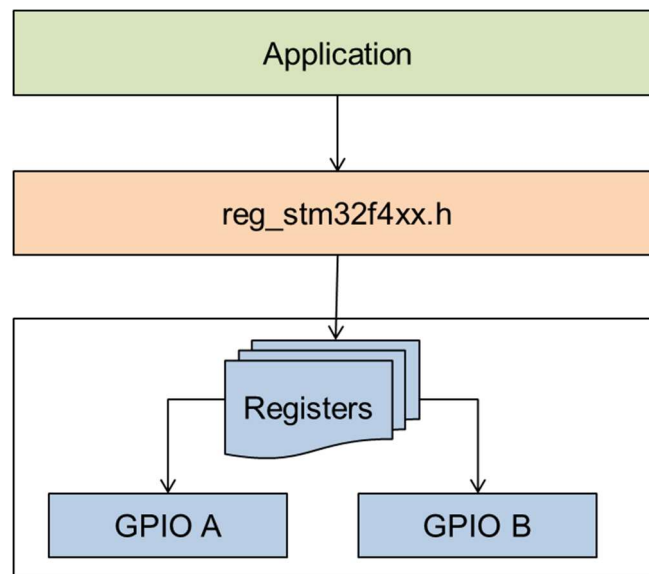 Application
reg_stm32f4xx.h
Registers
GPIO A
GPIO B